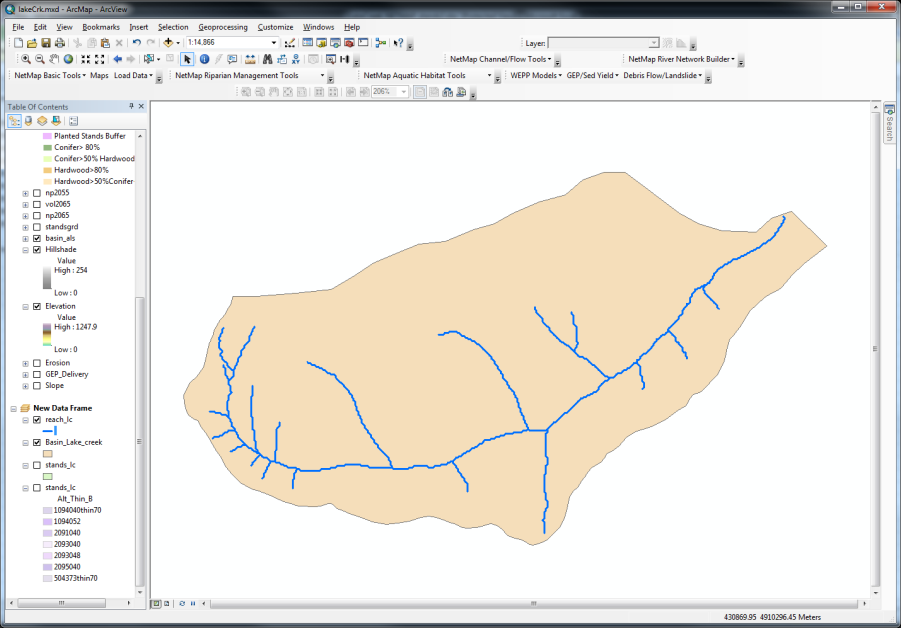 lakeCrk.mxd - ArcMap - ArcView
File Edit View Bookmarks Insert Selection Geoprocessing Customize Windows Help
1:14,866
Layer:
NetMap Channel/Flow Tools
NetMap River Network Builder
NetMap Basic Tools Maps Load Data NetMap Riparian Management Tools NetMap Aquatic Habitat Tools WEPP Models GEP/Sed Yield Debris Flow/Landslide
206%
Table Of Contents
Search
Planted Stands Buffer
Conifer> 80%
Conifer>50% Hardwood
Hardwood>80%
Hardwood>50%Conifer
np2055
vol2065
np2065
standsgrd
basin_als
Hillshade
Value
High : 254
Low : 0
Elevation
Value
High : 1247.9
Low : 0
Erosion
GEP_Delivery
Slope
New Data Frame
reach_lc
Basin_Lake_creek
stands_lc
stands_lc
Alt_Thin_B
1094040thin70
1094052
2091040
2093040
2093048
2095040
504373thin70
430869.95 4910296.45 Meters